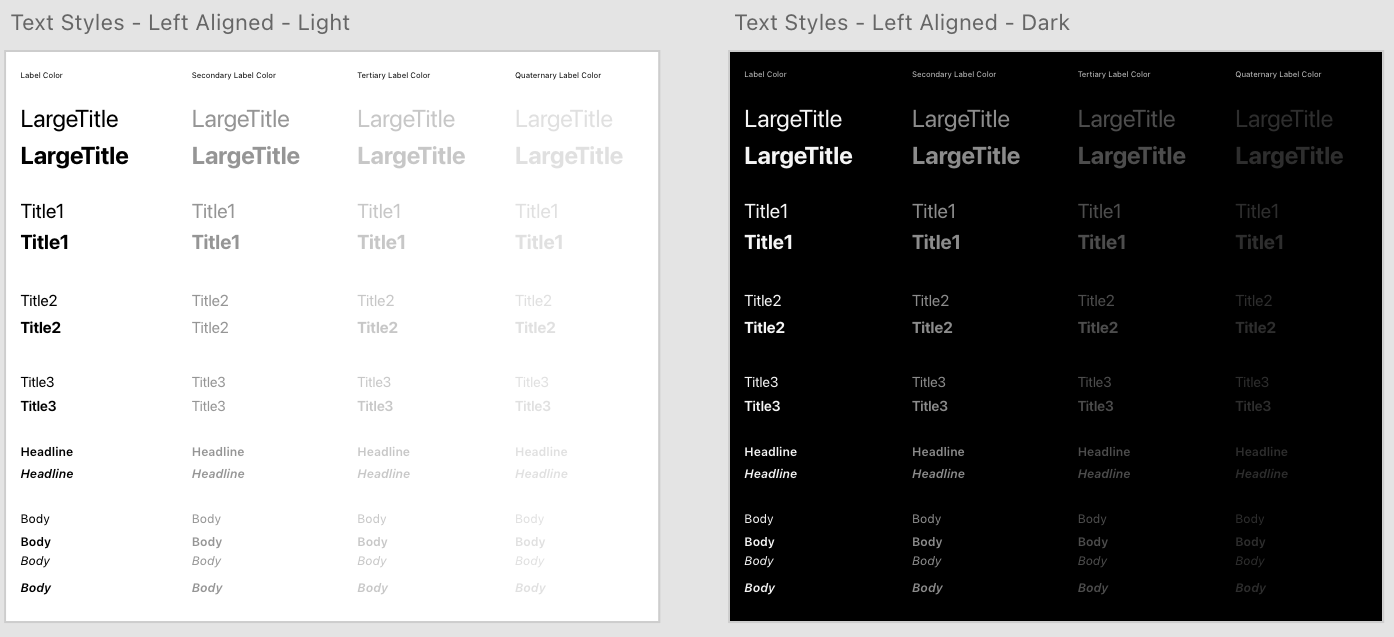 Text Styles - Left Aligned - Light
Label Color Secondary Label Color Tertiary Label Color Quaternary Label Color
LargeTitle LargeTitle LargeTitle LargeTitle
LargeTitle LargeTitle LargeTitle LargeTitle
Title1 Title1 Title1 Title1
Title1 Title1 Title1 Title1
Title2 Title2 Title2 Title2
Title2 Title2 Title2 Title2
Title3 Title3 Title3 Title3
Title3 Title3 Title3 Title3
Headline Headline Headline Headline
Headline Headline Headline Headline
Body Body Body Body
Body Body Body Body
Body Body Body Body
Body Body Body Body
Text Styles - Left Aligned - Dark
Label Color Secondary Label Color Tertiary Label Color Quaternary Label Color
LargeTitle LargeTitle LargeTitle LargeTitle
LargeTitle LargeTitle LargeTitle LargeTitle
Title1 Title1 Title1 Title1
Title1 Title1 Title1 Title1
Title2 Title2 Title2 Title2
Title2 Title2 Title2 Title2
Title3 Title3 Title3 Title3
Title3 Title3 Title3 Title3
Headline Headline Headline Headline
Headline Headline Headline Headline
Body Body Body Body
Body Body Body Body
Body Body Body Body
Body Body Body Body